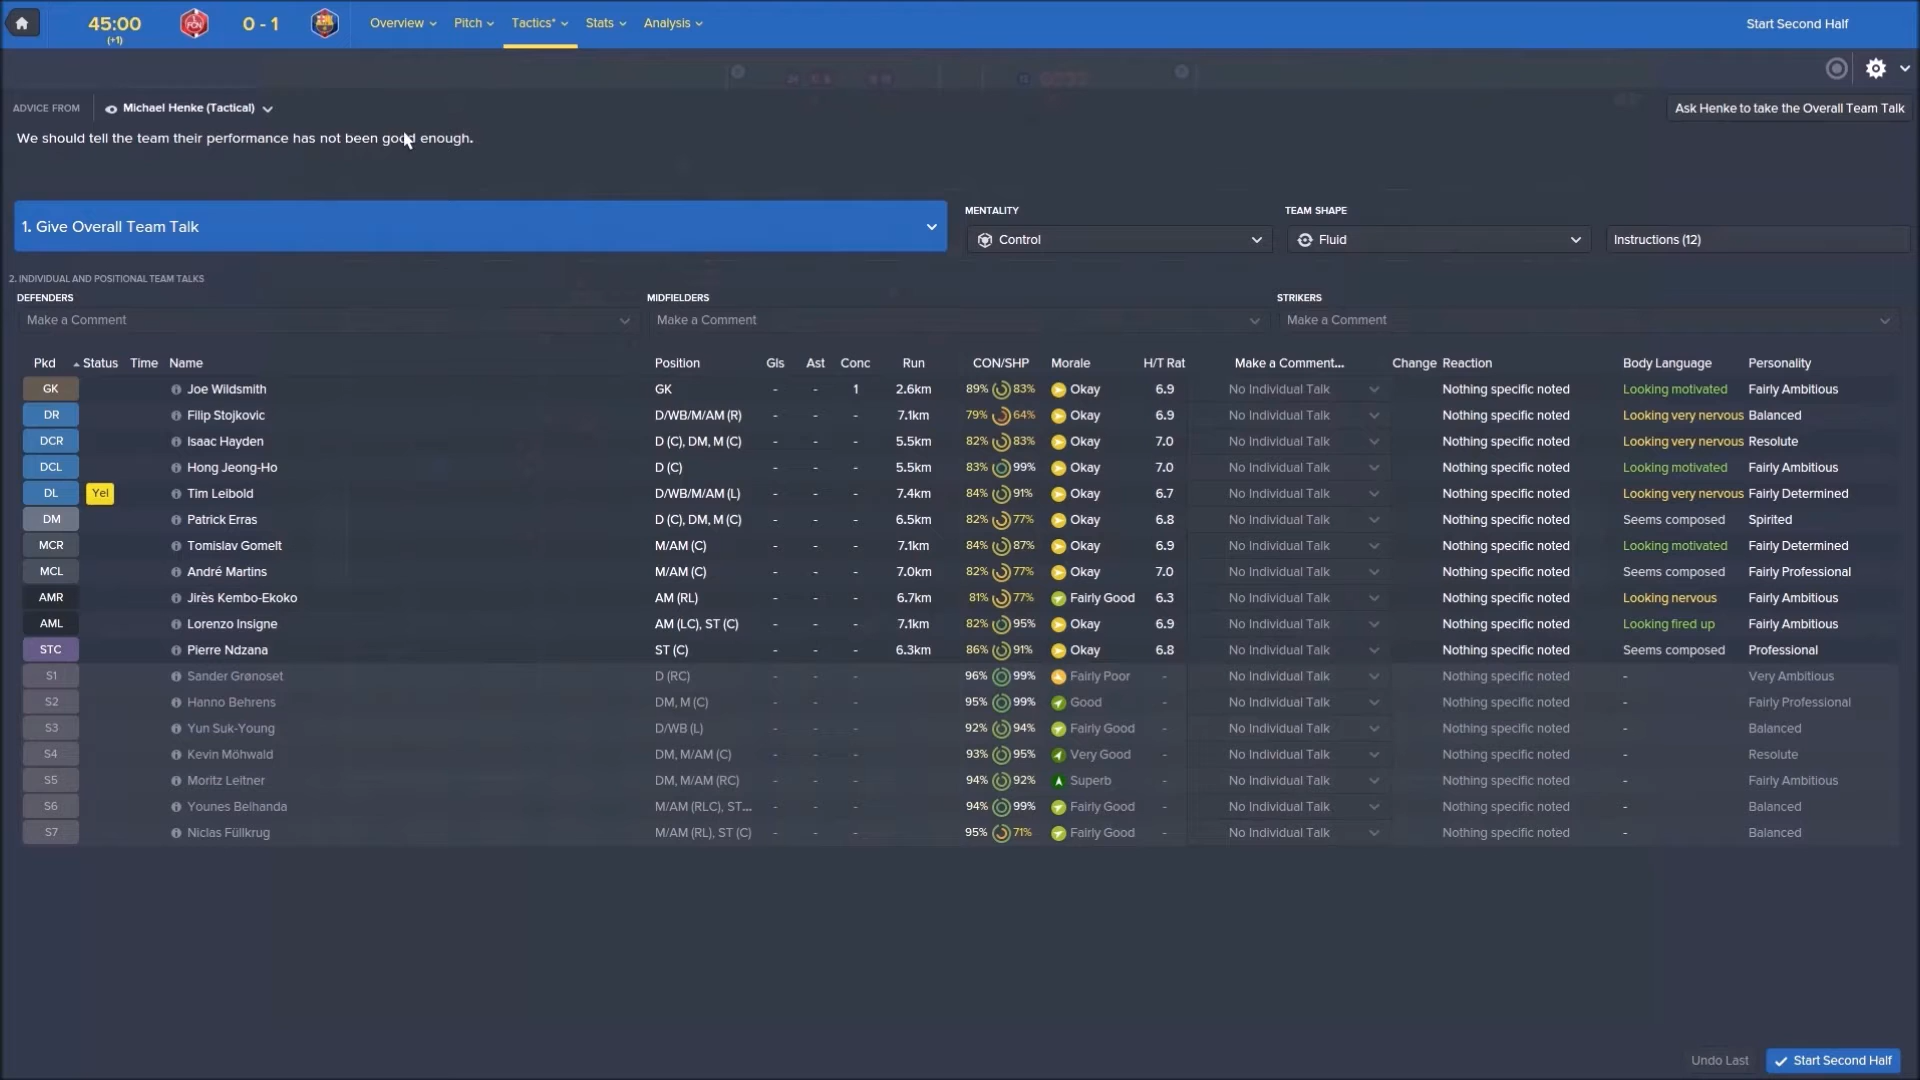 45:00
(+1)
0 - 1
Overview
Pitch
Tactics*
Stats
Analysis
Start Second Half
ADVICE FROM
Michael Henke (Tactical)
Ask Henke to take the Overall Team Talk
We should tell the team their performance has not been good enough.
MENTALITY
TEAM SHAPE
1. Give Overall Team Talk
Control
Fluid
Instructions (12)
2. INDIVIDUAL AND POSITIONAL TEAM TALKS
DEFENDERS
MIDFIELDERS
STRIKERS
Make a Comment
Make a Comment
Make a Comment
Pkd Status Time Name Position Gls Ast Conc Run CON/SHP Morale H/T Rat Make a Comment... Change Reaction Body Language Personality
GK Joe Wildsmith GK - - 1 2.6km 89% 83% Okay 6.9 No Individual Talk Nothing specific noted Looking motivated Fairly Ambitious
DR Filip Stojkovic D/WB/M/AM (R) - - - 7.1km 79% 64% Okay 6.9 No Individual Talk Nothing specific noted Looking very nervous Balanced
DCR Isaac Hayden D (C), DM, M (C) - - - 5.5km 82% 83% Okay 7.0 No Individual Talk Nothing specific noted Looking very nervous Resolute
DCL Hong Jeong-Ho D (C) - - - 5.5km 83% 99% Okay 7.0 No Individual Talk Nothing specific noted Looking motivated Fairly Ambitious
DL Yel Tim Leibold D/WB/M/AM (L) - - - 7.4km 84% 91% Okay 6.7 No Individual Talk Nothing specific noted Looking very nervous Fairly Determined
DM Patrick Erras D (C), DM, M (C) - - - 6.5km 82% 77% Okay 6.8 No Individual Talk Nothing specific noted Seems composed Spirited
MCR Tomislav Gomelt M/AM (C) - - - 7.1km 84% 87% Okay 6.9 No Individual Talk Nothing specific noted Looking motivated Fairly Determined
MCL André Martins M/AM (C) - - - 7.0km 82% 77% Okay 7.0 No Individual Talk Nothing specific noted Seems composed Fairly Professional
AMR Jirès Kembo-Ekoko AM (RL) - - - 6.7km 81% 77% Fairly Good 6.3 No Individual Talk Nothing specific noted Looking nervous Fairly Ambitious
AML Lorenzo Insigne AM (LC), ST (C) - - - 7.1km 82% 95% Okay 6.9 No Individual Talk Nothing specific noted Looking fired up Fairly Ambitious
STC Pierre Ndzana ST (C) - - - 6.3km 86% 91% Okay 6.8 No Individual Talk Nothing specific noted Seems composed Professional
S1 Sander Grønoset D (RC) - - - 96% 99% Fairly Poor - No Individual Talk Nothing specific noted - Very Ambitious
S2 Hanno Behrens DM, M (C) - - - 95% 99% Good - No Individual Talk Nothing specific noted - Fairly Professional
S3 Yun Suk-Young D/WB (L) - - - 92% 94% Fairly Good - No Individual Talk Nothing specific noted - Balanced
S4 Kevin Möhwald DM, M/AM (C) - - - 93% 95% Very Good - No Individual Talk Nothing specific noted - Resolute
S5 Moritz Leitner DM, M/AM (RC) - - - 94% 92% Superb - No Individual Talk Nothing specific noted - Fairly Ambitious
S6 Younes Belhanda M/AM (RLC), ST... - - - 94% 99% Fairly Good - No Individual Talk Nothing specific noted - Balanced
S7 Niclas Füllkrug M/AM (RL), ST (C) - - - 95% 71% Fairly Good - No Individual Talk Nothing specific noted - Balanced
Undo Last
Start Second Half